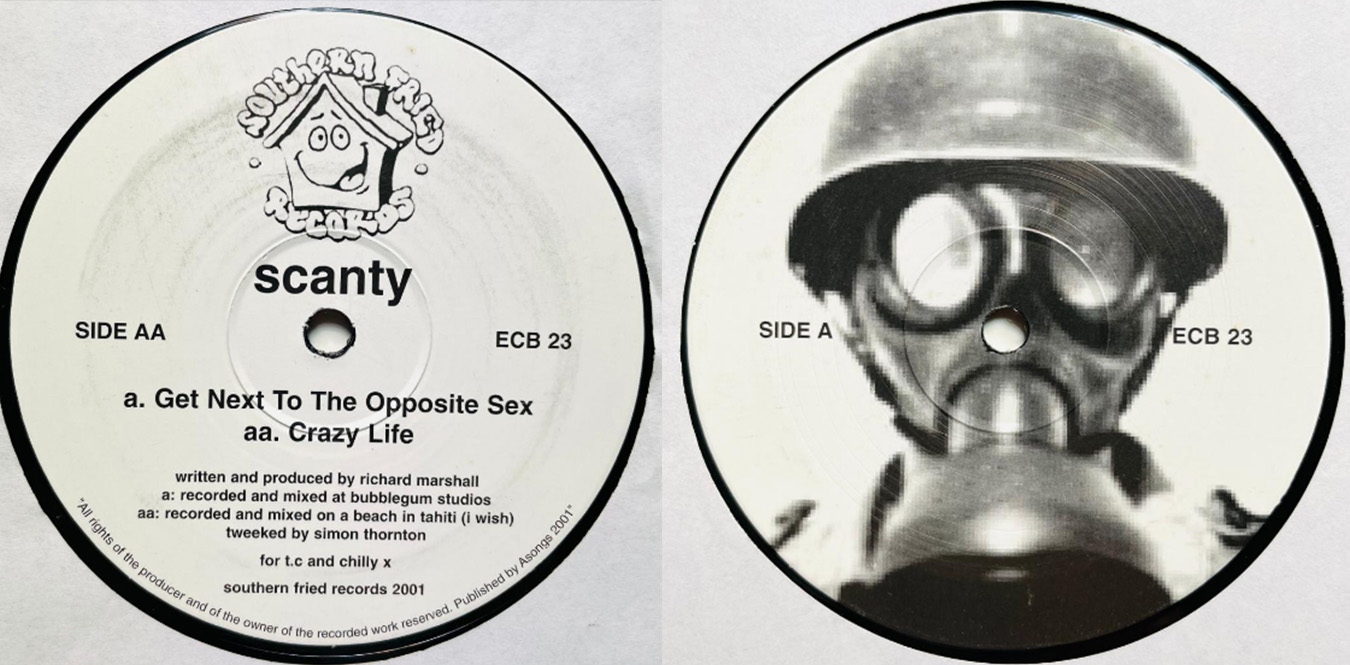 SOUTHERN FRIED
RECORDS
scanty
SIDE AA
ECB 23
a. Get Next To The Opposite Sex
aa. Crazy Life
written and produced by richard marshall
a: recorded and mixed at bubblegum studios
aa: recorded and mixed on a beach in tahiti (i wish)
tweeked by simon thornton
for t.c and chilly x
southern fried records 2001
"All rights of the producer and of the owner of the recorded work reserved. Published by Asongs 2001"
SIDE A
ECB 23